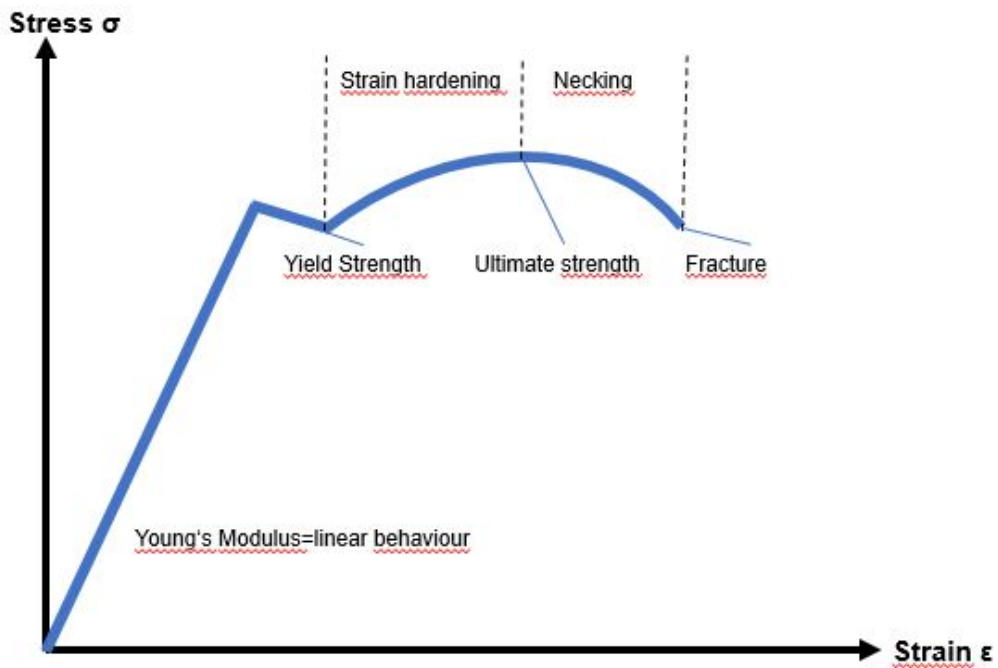 Stress σ
Strain hardening
Necking
Yield Strength
Ultimate strength
Fracture
Young's Modulus=linear behaviour
Strain ε